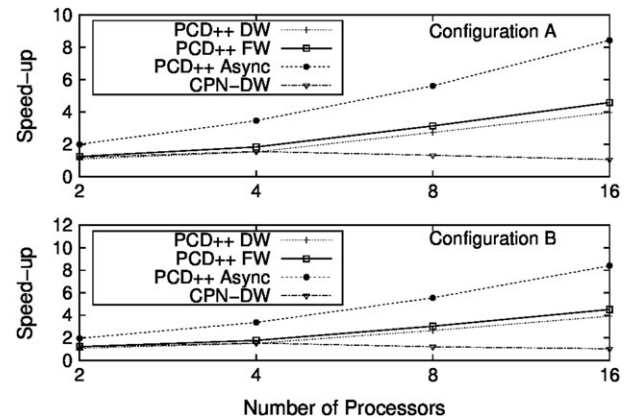 10
8
6
4
2
0
Speed-up
PCD++ DW
PCD++ FW
PCD++ Async
CPN-DW
Configuration A
2 4 8 16
12
10
8
6
4
2
0
Speed-up
PCD++ DW
PCD++ FW
PCD++ Async
CPN-DW
Configuration B
2 4 8 16
Number of Processors